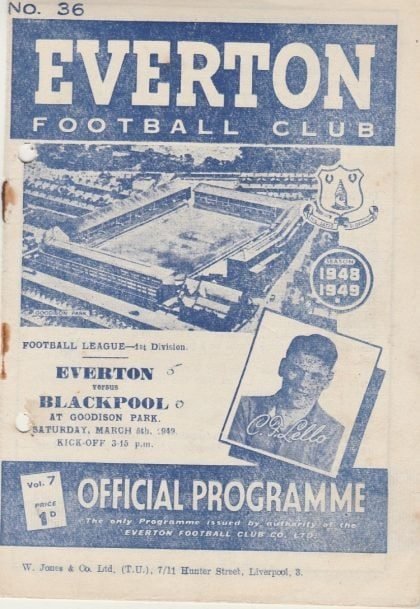 No. 36
EVERTON
FOOTBALL CLUB
SEASON
1948
1949
GOODISON PARK
FOOTBALL LEAGUE—1st Division.
EVERTON 5
versus
BLACKPOOL 0
AT GOODISON PARK.
SATURDAY, MARCH 5th, 1949.
KICK-OFF 3-15 p.m.
C F Lello
Vol. 7
PRICE
1D
OFFICIAL PROGRAMME
The only Programme issued by authority of the
EVERTON FOOTBALL CLUB CO. LTD.
W. Jones & Co. Ltd. (T.U.), 7/11 Hunter Street, Liverpool, 3.